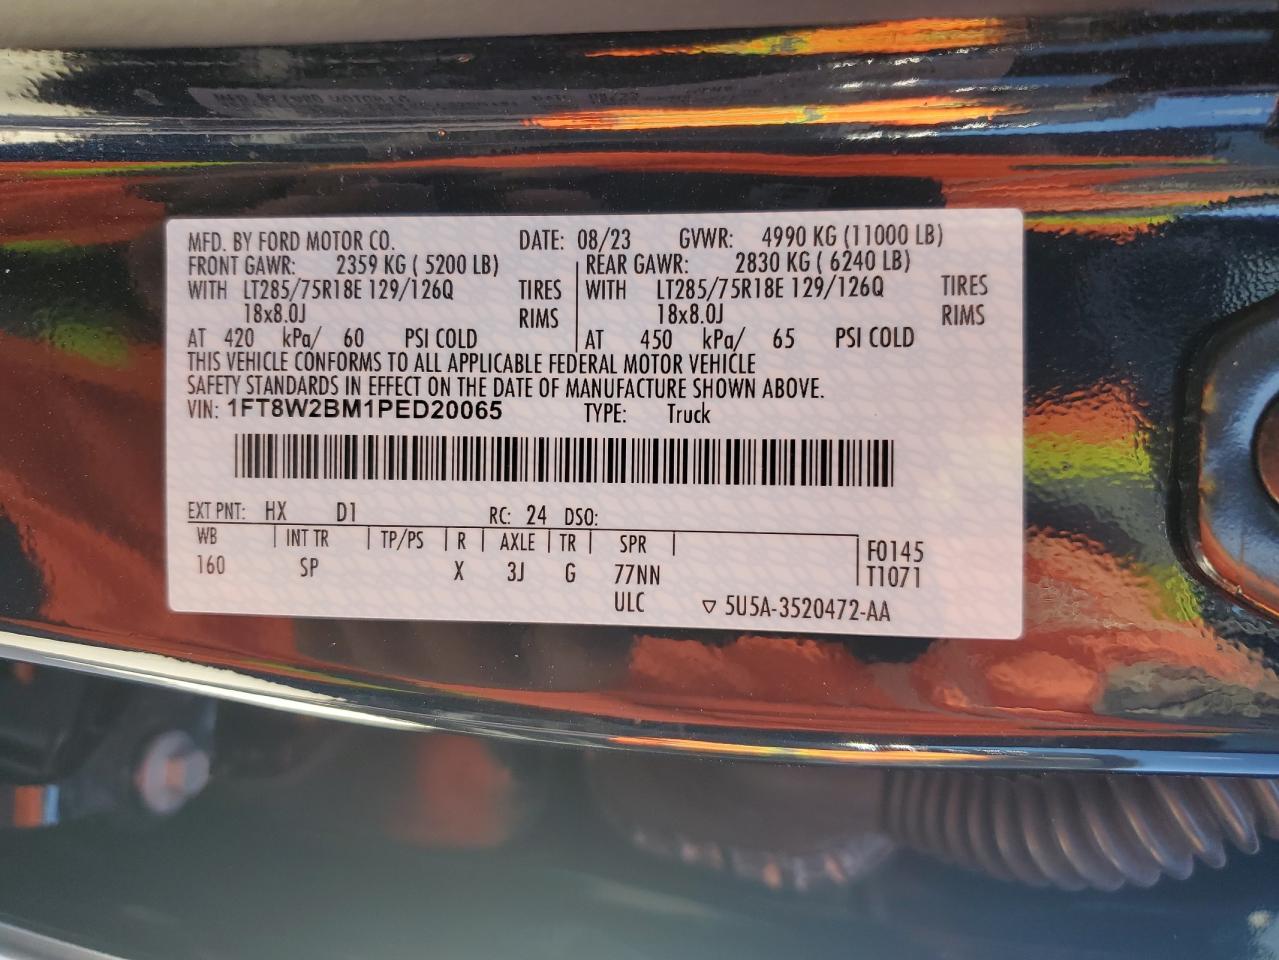 MFD. BY FORD MOTOR CO. DATE: 08/23 GVWR: 4990 KG (11000 LB)
FRONT GAWR: 2359 KG ( 5200 LB) REAR GAWR: 2830 KG ( 6240 LB)
WITH LT285/75R18E 129/126Q TIRES WITH LT285/75R18E 129/126Q TIRES
18x8.0J RIMS 18x8.0J RIMS
AT 420 kPa/ 60 PSI COLD AT 450 kPa/ 65 PSI COLD
THIS VEHICLE CONFORMS TO ALL APPLICABLE FEDERAL MOTOR VEHICLE
SAFETY STANDARDS IN EFFECT ON THE DATE OF MANUFACTURE SHOWN ABOVE.
VIN: 1FT8W2BM1PED20065 TYPE: Truck
EXT PNT: HX D1 RC: 24 DSO:
WB INT TR TP/PS R AXLE TR SPR F0145
160 SP X 3J G 77NN T1071
ULC ▽ 5U5A-3520472-AA